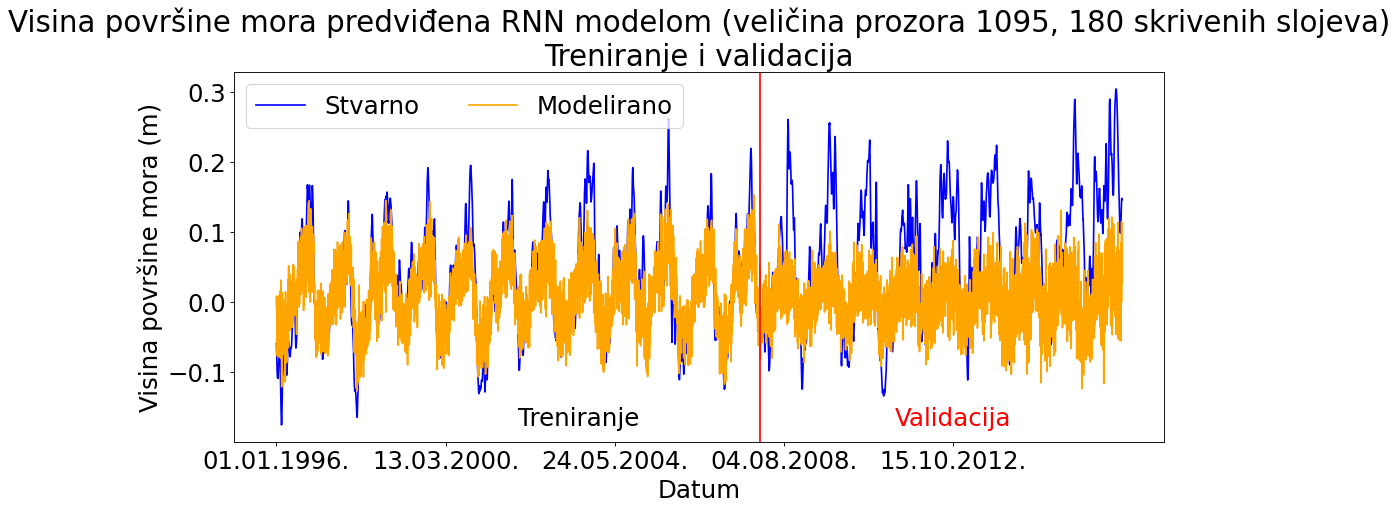 Visina površine mora predviđena RNN modelom (veličina prozora 1095, 180 skrivenih slojeva)
Treniranje i validacija
Stvarno
Modelirano
Visina površine mora (m)
0.3
0.2
0.1
0.0
−0.1
Treniranje
Validacija
01.01.1996.
13.03.2000.
24.05.2004.
04.08.2008.
15.10.2012.
Datum